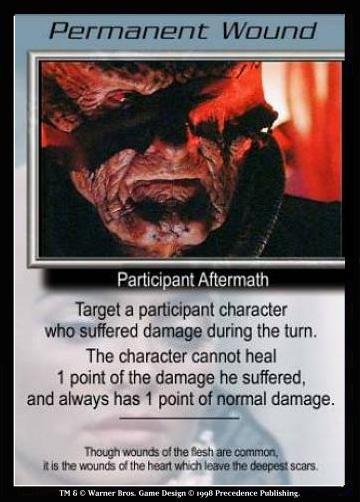 Permanent Wound
Participant Aftermath
Target a participant character
who suffered damage during the turn.
The character cannot heal
1 point of the damage he suffered,
and always has 1 point of normal damage.
Though wounds of the flesh are common,
it is the wounds of the heart which leave the deepest scars.
TM & © Warner Bros. Game Design © 1998 Precedence Publishing.